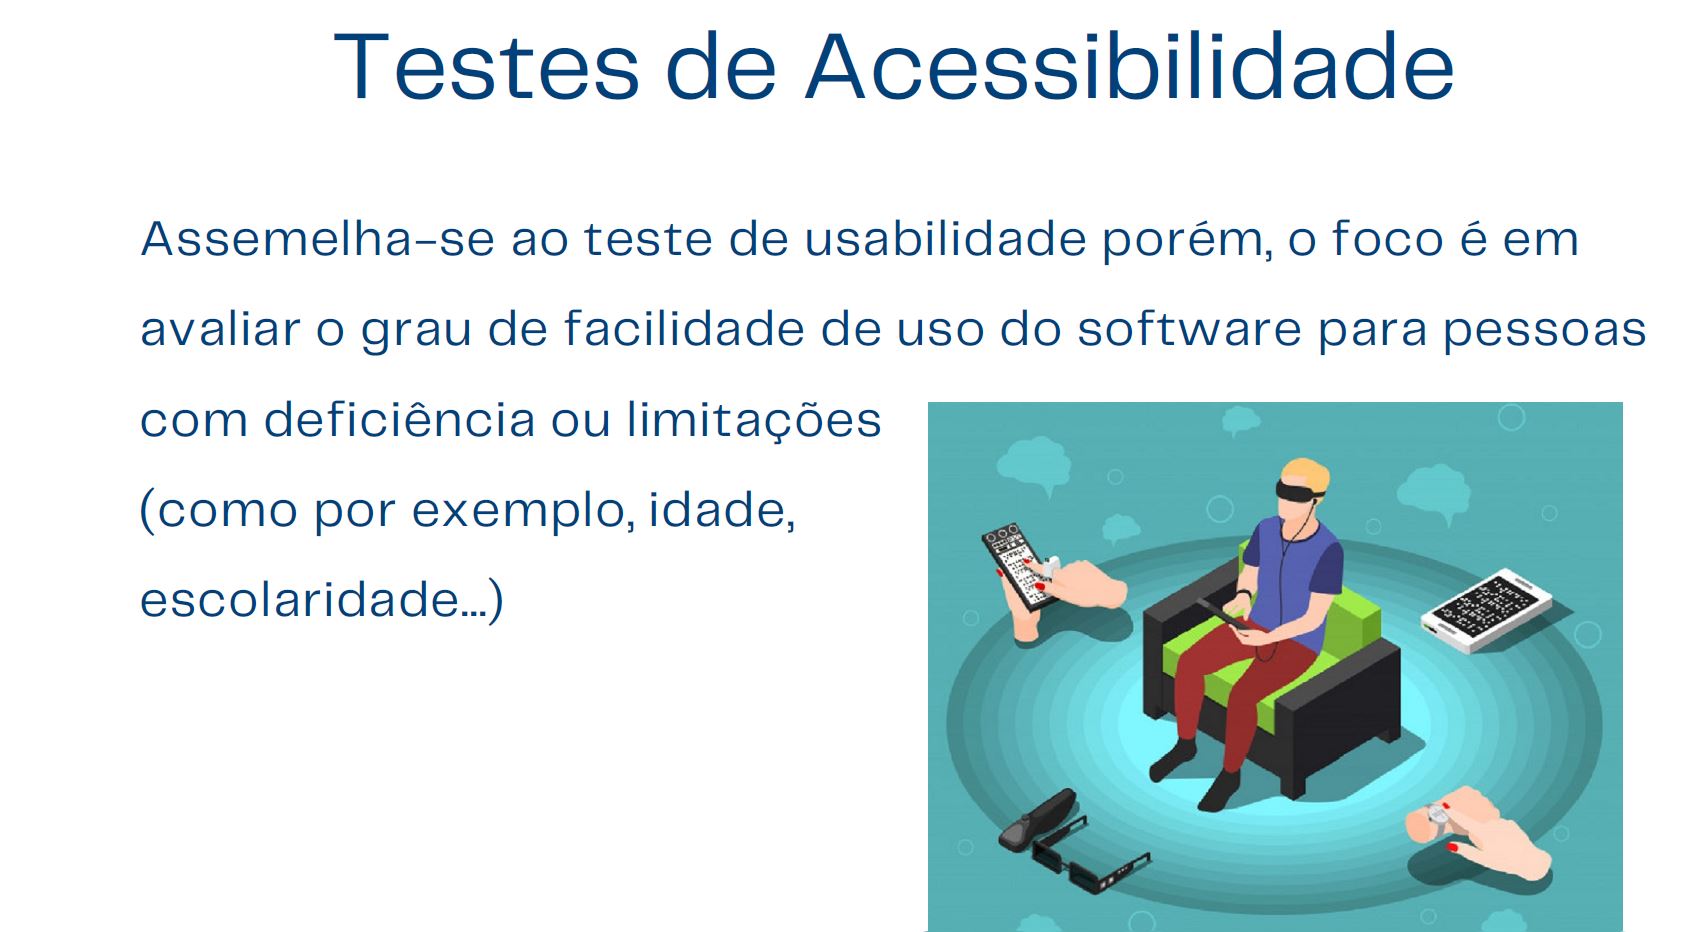 Testes de Acessibilidade
Assemelha-se ao teste de usabilidade porém, o foco é em
avaliar o grau de facilidade de uso do software para pessoas
com deficiência ou limitações
(como por exemplo, idade,
escolaridade...)